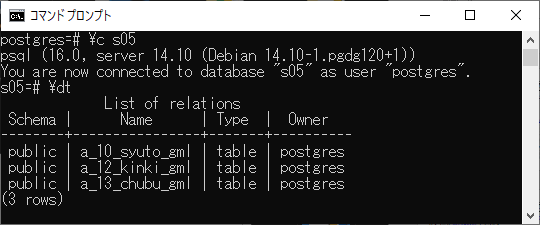 コマンド プロンプト
postgres=# ¥c s05
psql (16.0, server 14.10 (Debian 14.10-1.pgdg120+1))
You are now connected to database "s05" as user "postgres".
s05=# ¥dt
List of relations
Schema | Name | Type | Owner
--------+-----------------+-------+----------
public | a_10_syuto_gml | table | postgres
public | a_12_kinki_gml | table | postgres
public | a_13_chubu_gml | table | postgres
(3 rows)